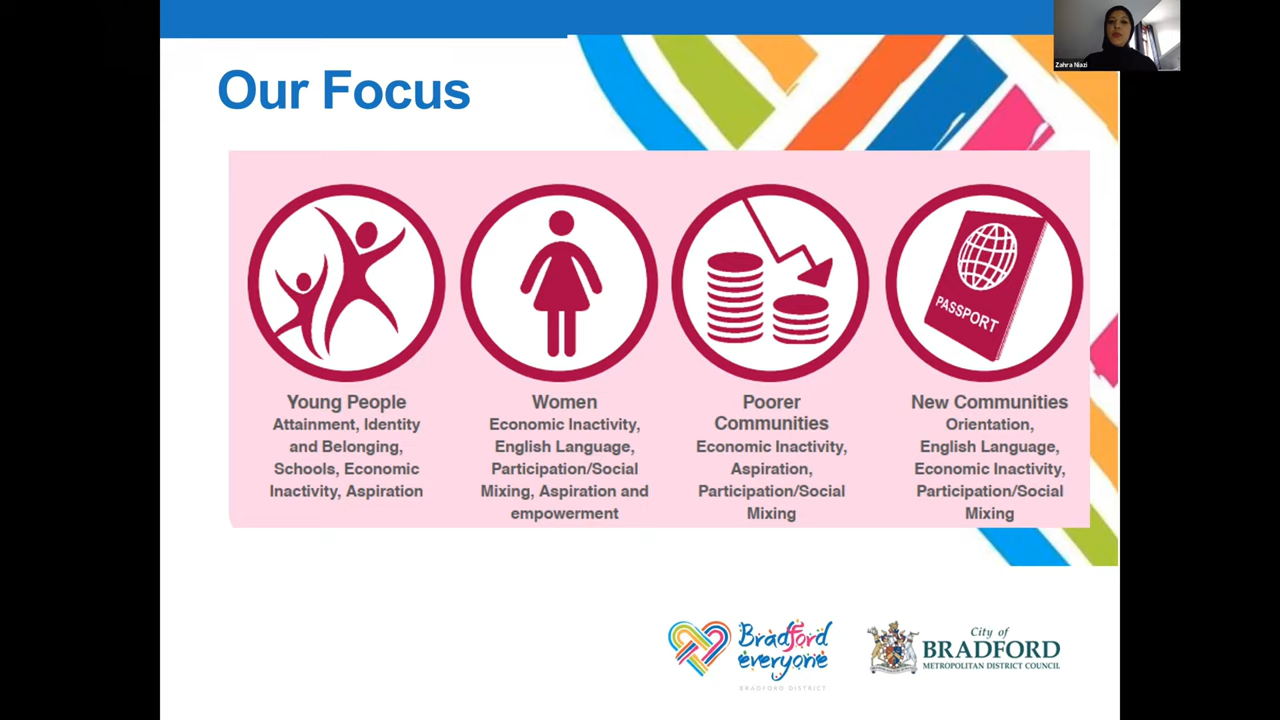 Zahra Niazi
Our Focus
PASSPORT
Young People
Attainment, Identity
and Belonging,
Schools, Economic
Inactivity, Aspiration
Women
Economic Inactivity,
English Language,
Participation/Social
Mixing, Aspiration and
empowerment
Poorer
Communities
Economic Inactivity,
Aspiration,
Participation/Social
Mixing
New Communities
Orientation,
English Language,
Economic Inactivity,
Participation/Social
Mixing
Bradford
everyone
BRADFORD DISTRICT
City of
BRADFORD
METROPOLITAN DISTRICT COUNCIL